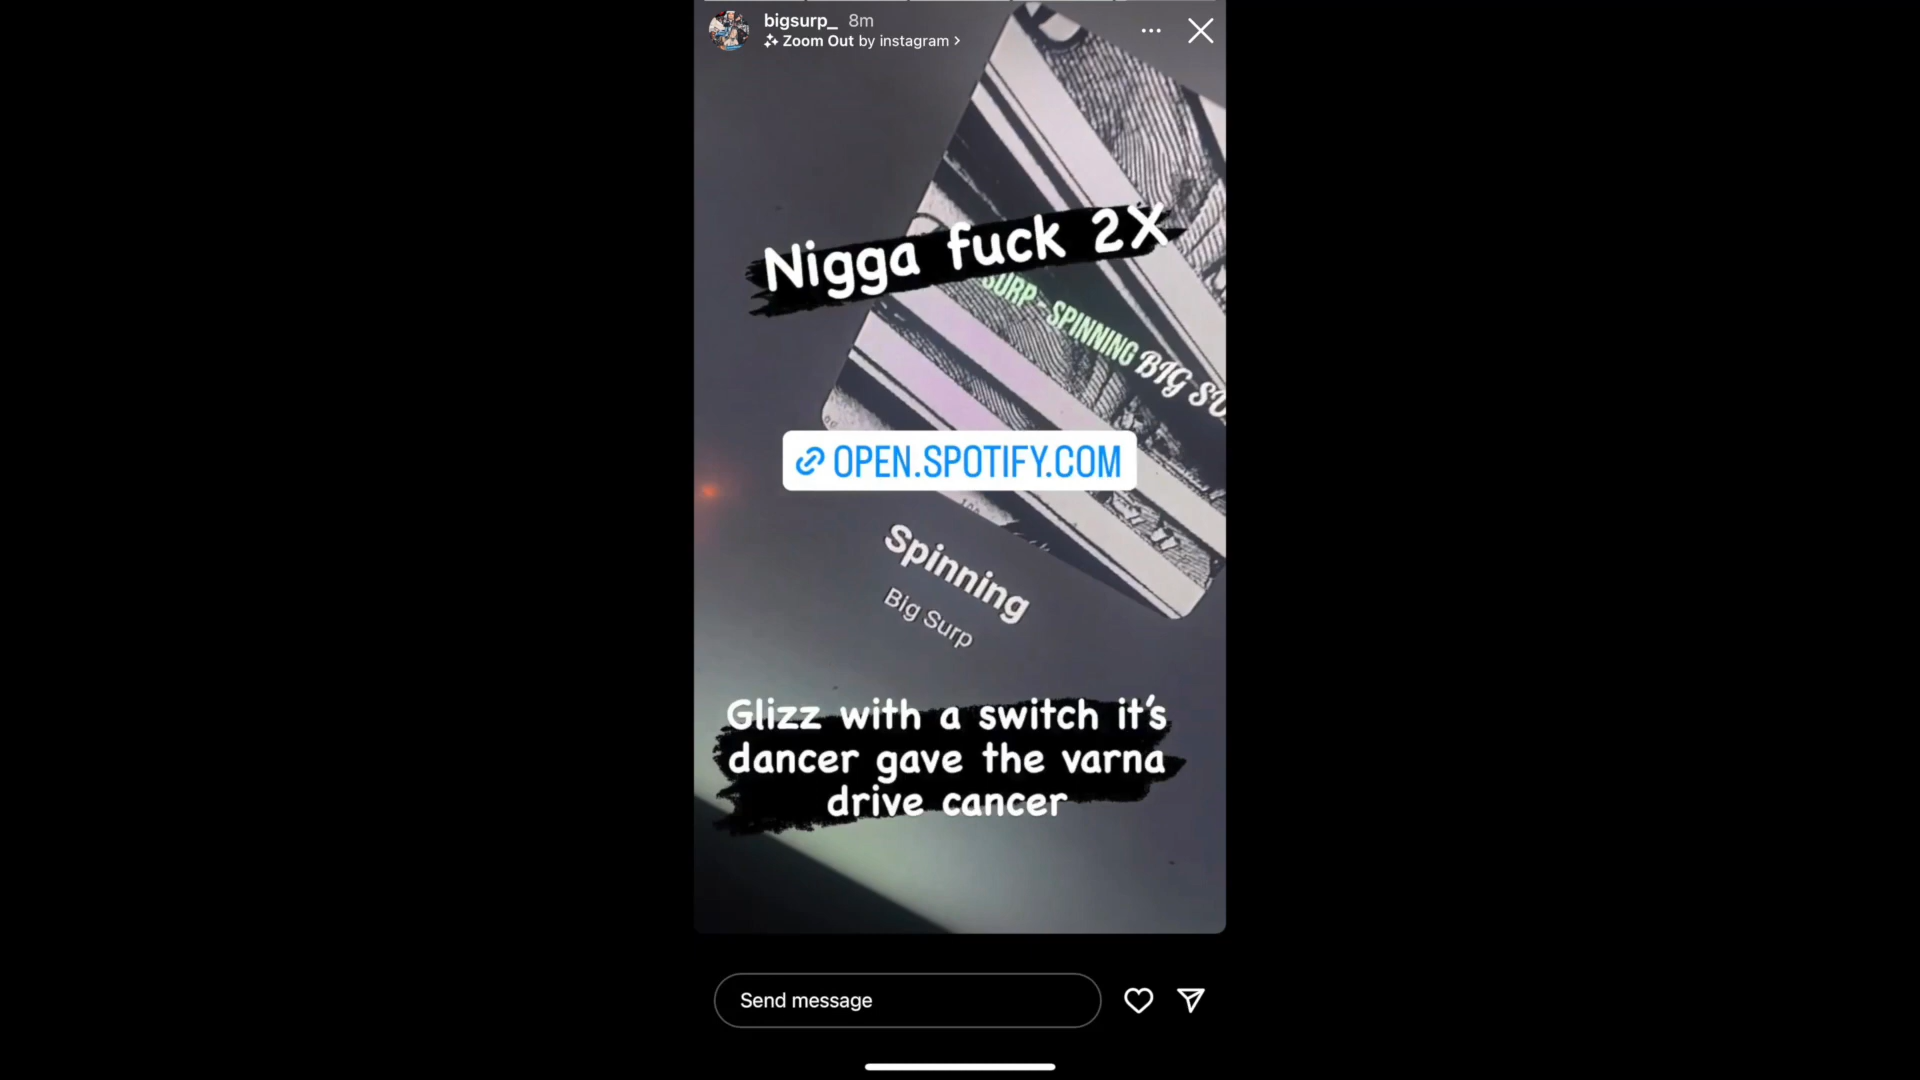 bigsurp_ 8m
Zoom Out by instagram >
Nigga fuck 2X
SURP - SPINNING BIG SU
OPEN.SPOTIFY.COM
Spinning
Big Surp
Glizz with a switch it's
dancer gave the varna
drive cancer
Send message